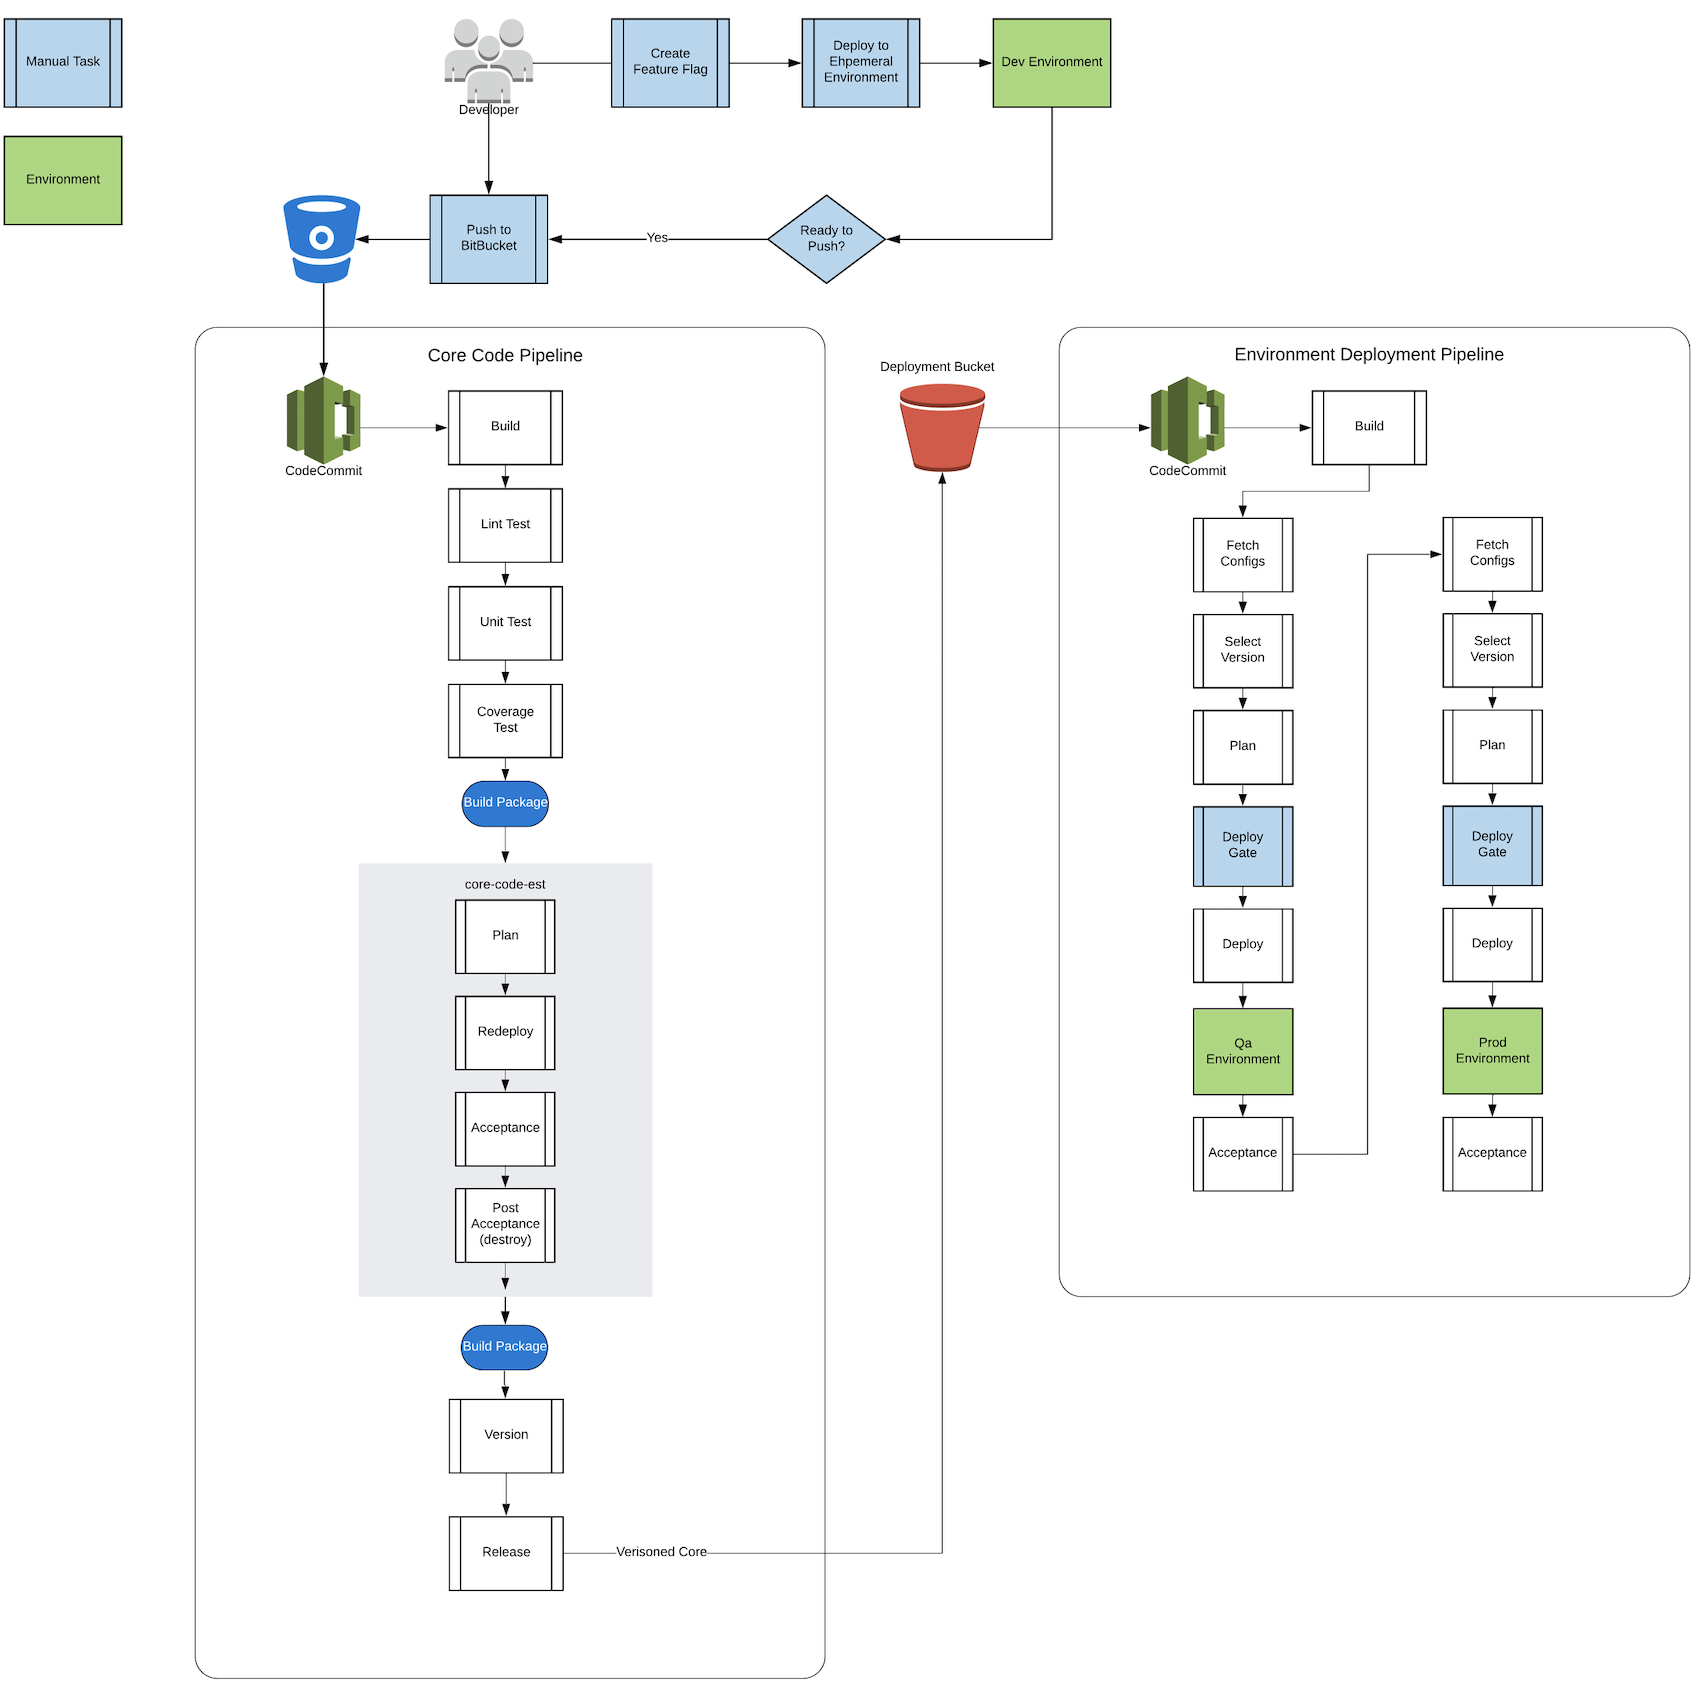 Manual Task
Environment
Developer
Create
Feature Flag
Deploy to
Ehpemeral
Environment
Dev Environment
Push to
BitBucket
Yes
Ready to
Push?
Core Code Pipeline
CodeCommit
Build
Lint Test
Unit Test
Coverage
Test
Build Package
core-code-est
Plan
Redeploy
Acceptance
Post
Acceptance
(destroy)
Build Package
Version
Release
Verisoned Core
Deployment Bucket
Environment Deployment Pipeline
CodeCommit
Build
Fetch
Configs
Select
Version
Plan
Deploy
Gate
Deploy
Qa
Environment
Acceptance
Fetch
Configs
Select
Version
Plan
Deploy
Gate
Deploy
Prod
Environment
Acceptance